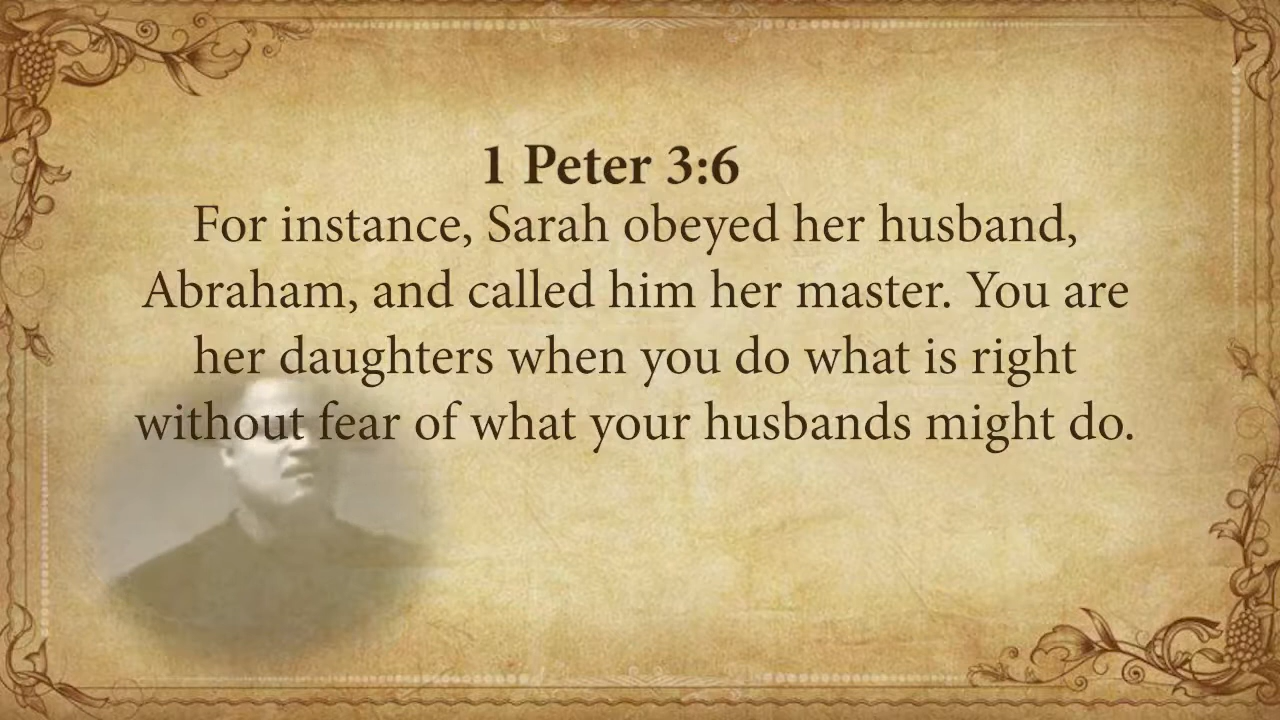 1 Peter 3:6
For instance, Sarah obeyed her husband,
Abraham, and called him her master. You are
her daughters when you do what is right
without fear of what your husbands might do.